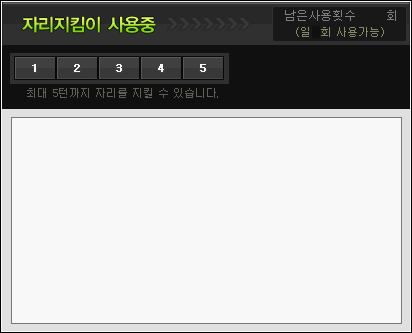 자리지킴이 사용중
남은사용횟수 회
(일 회 사용가능)
1 2 3 4 5
최대 5턴까지 자리를 지킬 수 있습니다.